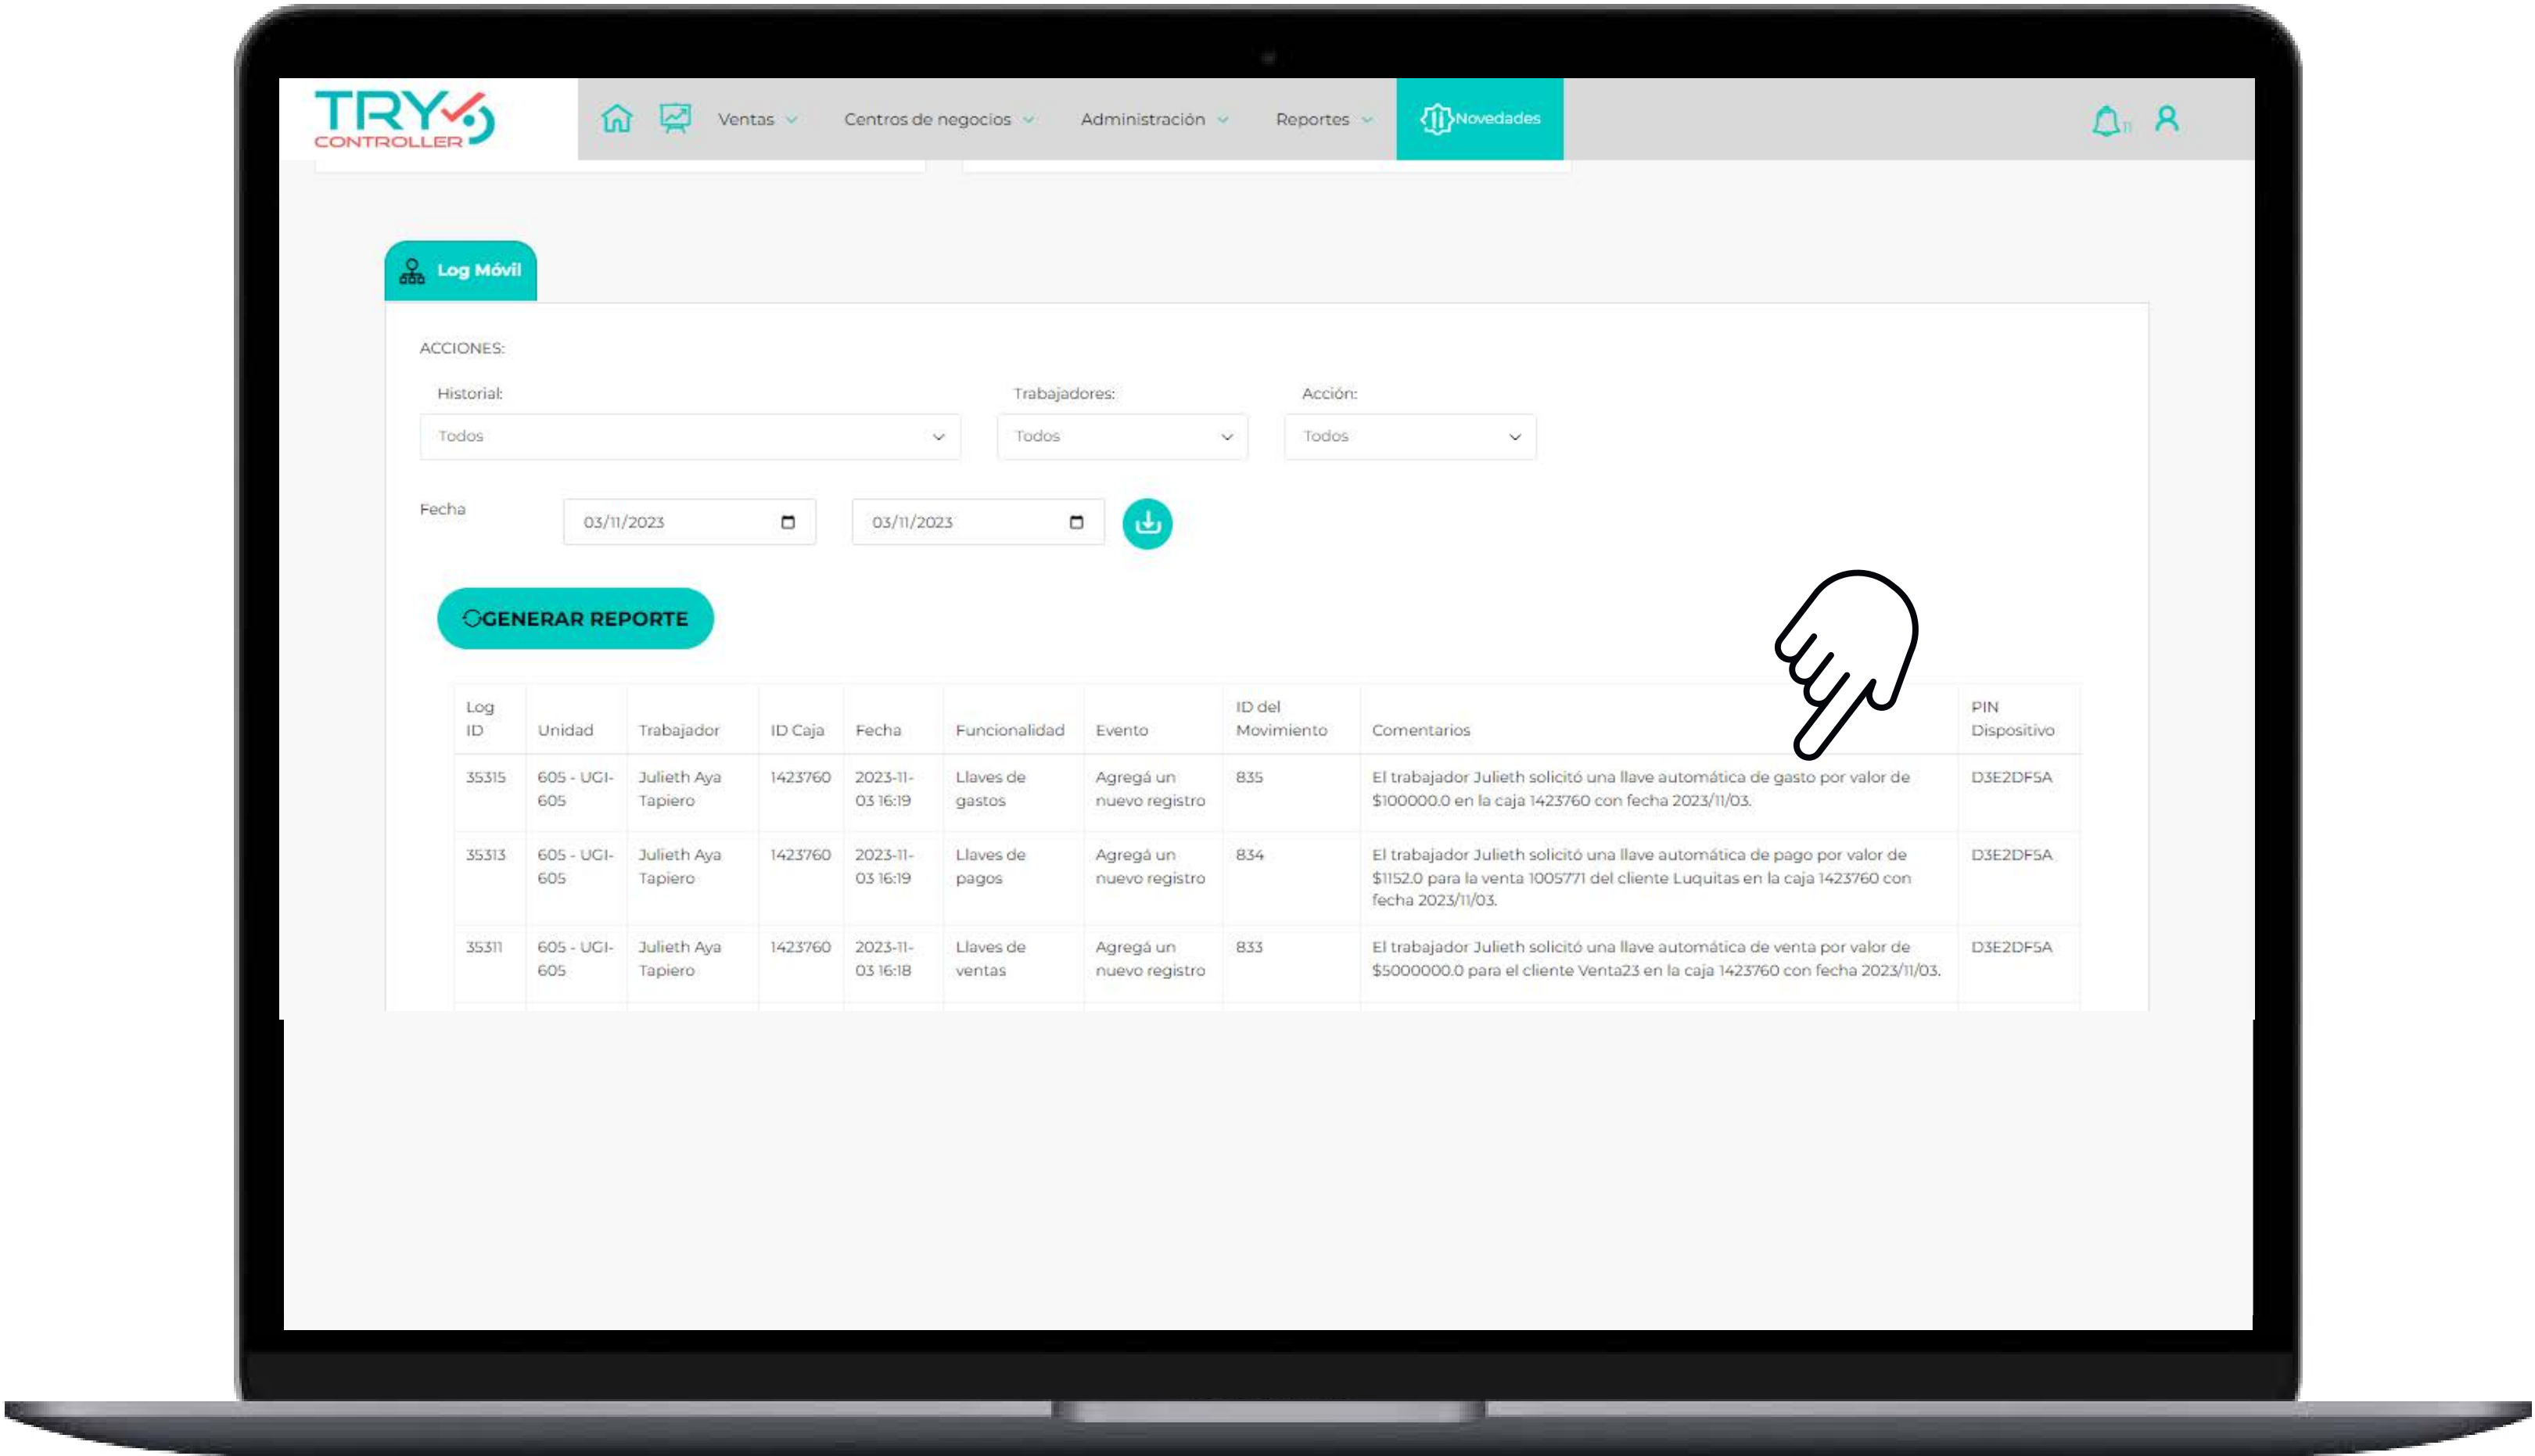 TRY
CONTROLLER
Ventas
Centros de negocios
Administración
Reportes
Novedades
11
Log Móvil
ACCIONES:
Historial:
Trabajadores:
Acción:
Todos
Todos
Todos
Fecha
03/11/2023
03/11/2023
GENERAR REPORTE
Log
ID
Unidad
Trabajador
ID Caja
Fecha
Funcionalidad
Evento
ID del
Movimiento
Comentarios
PIN
Dispositivo
35315
605 - UGI-
605
Julieth Aya
Tapiero
1423760
2023-11-
03 16:19
Llaves de
gastos
Agregá un
nuevo registro
835
El trabajador Julieth solicitó una llave automática de gasto por valor de
$100000.0 en la caja 1423760 con fecha 2023/11/03.
D3E2DF5A
35313
605 - UGI-
605
Julieth Aya
Tapiero
1423760
2023-11-
03 16:19
Llaves de
pagos
Agregá un
nuevo registro
834
El trabajador Julieth solicitó una llave automática de pago por valor de
$1152.0 para la venta 1005771 del cliente Luquitas en la caja 1423760 con
fecha 2023/11/03.
D3E2DF5A
35311
605 - UGI-
605
Julieth Aya
Tapiero
1423760
2023-11-
03 16:18
Llaves de
ventas
Agregá un
nuevo registro
833
El trabajador Julieth solicitó una llave automática de venta por valor de
$5000000.0 para el cliente Venta23 en la caja 1423760 con fecha 2023/11/03.
D3E2DF5A